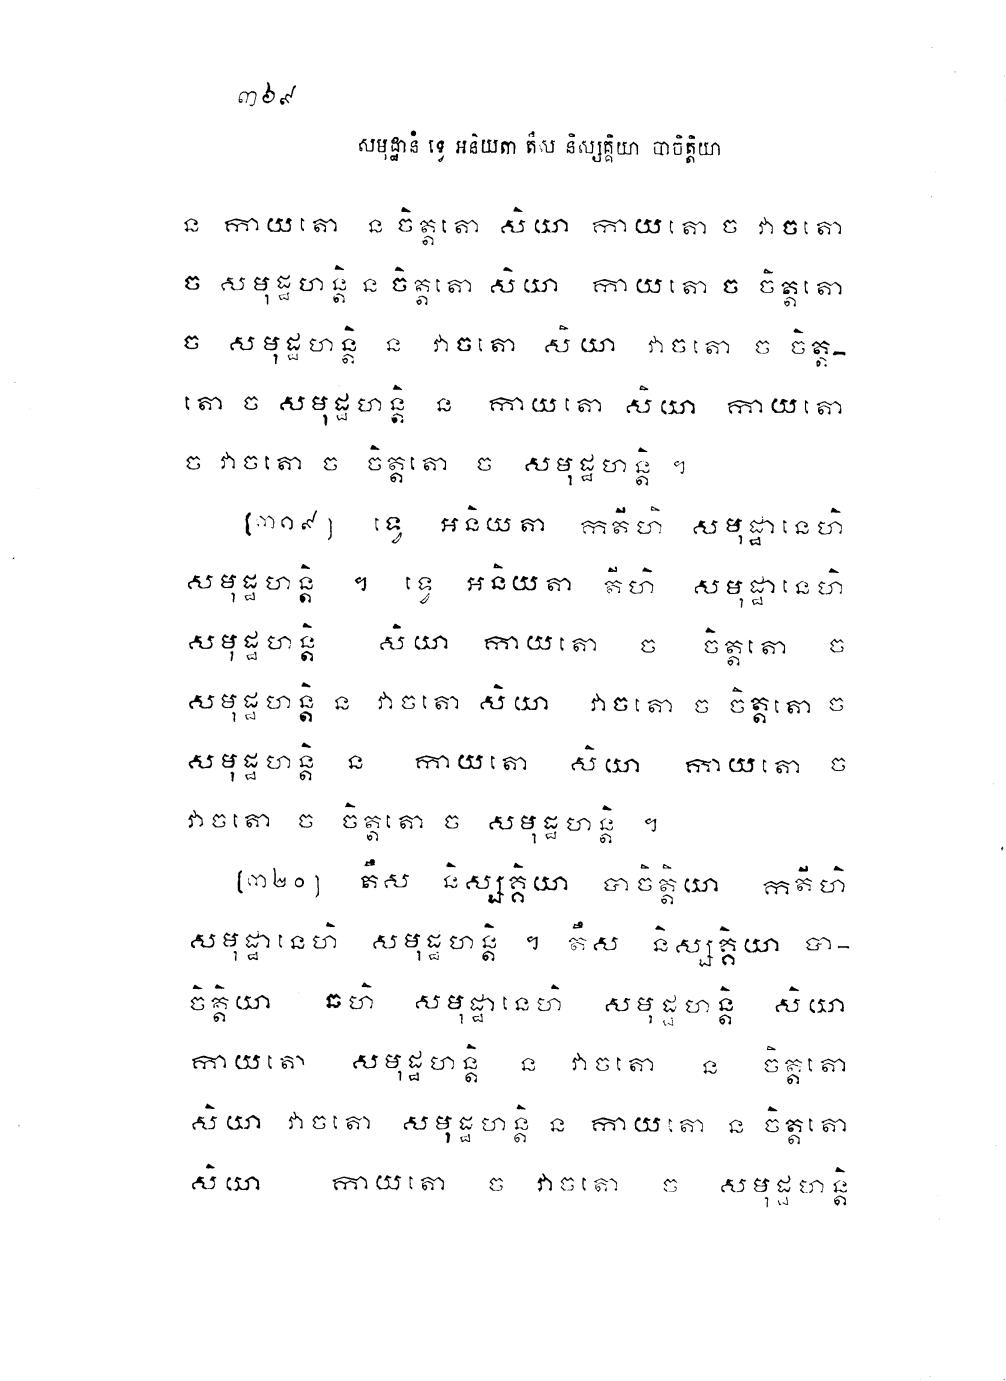 ៣៦៩
សមុដ្ឋានំ ទ្វេ អនិយតា តឹស និស្សគ្គិយា បាចិត្តិយា
ន កាយតោ ន ចិត្តតោ សិយា កាយតោ ច វាចតោ
ច សមុដ្ឋហន្តិ ន ចិត្តតោ សិយា កាយតោ ច ចិត្តតោ
ច សមុដ្ឋហន្តិ ន វាចតោ សិយា វាចតោ ច ចិត្ត-
តោ ច សមុដ្ឋហន្តិ ន កាយតោ សិយា កាយតោ
ច វាចតោ ច ចិត្តតោ ច សមុដ្ឋហន្តិ ។
(៣១៩) ទ្វេ អនិយតា កតីហិ សមុដ្ឋានេហិ
សមុដ្ឋហន្តិ ។ ទ្វេ អនិយតា តីហិ សមុដ្ឋានេហិ
សមុដ្ឋហន្តិ សិយា កាយតោ ច ចិត្តតោ ច
សមុដ្ឋហន្តិ ន វាចតោ សិយា វាចតោ ច ចិត្តតោ ច
សមុដ្ឋហន្តិ ន កាយតោ សិយា កាយតោ ច
វាចតោ ច ចិត្តតោ ច សមុដ្ឋហន្តិ ។
(៣២០) តឹស និស្សគ្គិយា បាចិត្តិយា កតីហិ
សមុដ្ឋានេហិ សមុដ្ឋហន្តិ ។ តឹស និស្សគ្គិយា បា-
ចិត្តិយា ឆហិ សមុដ្ឋានេហិ សមុដ្ឋហន្តិ សិយា
កាយតោ សមុដ្ឋហន្តិ ន វាចតោ ន ចិត្តតោ
សិយា វាចតោ សមុដ្ឋហន្តិ ន កាយតោ ន ចិត្តតោ
សិយា កាយតោ ច វាចតោ ច សមុដ្ឋហន្តិ